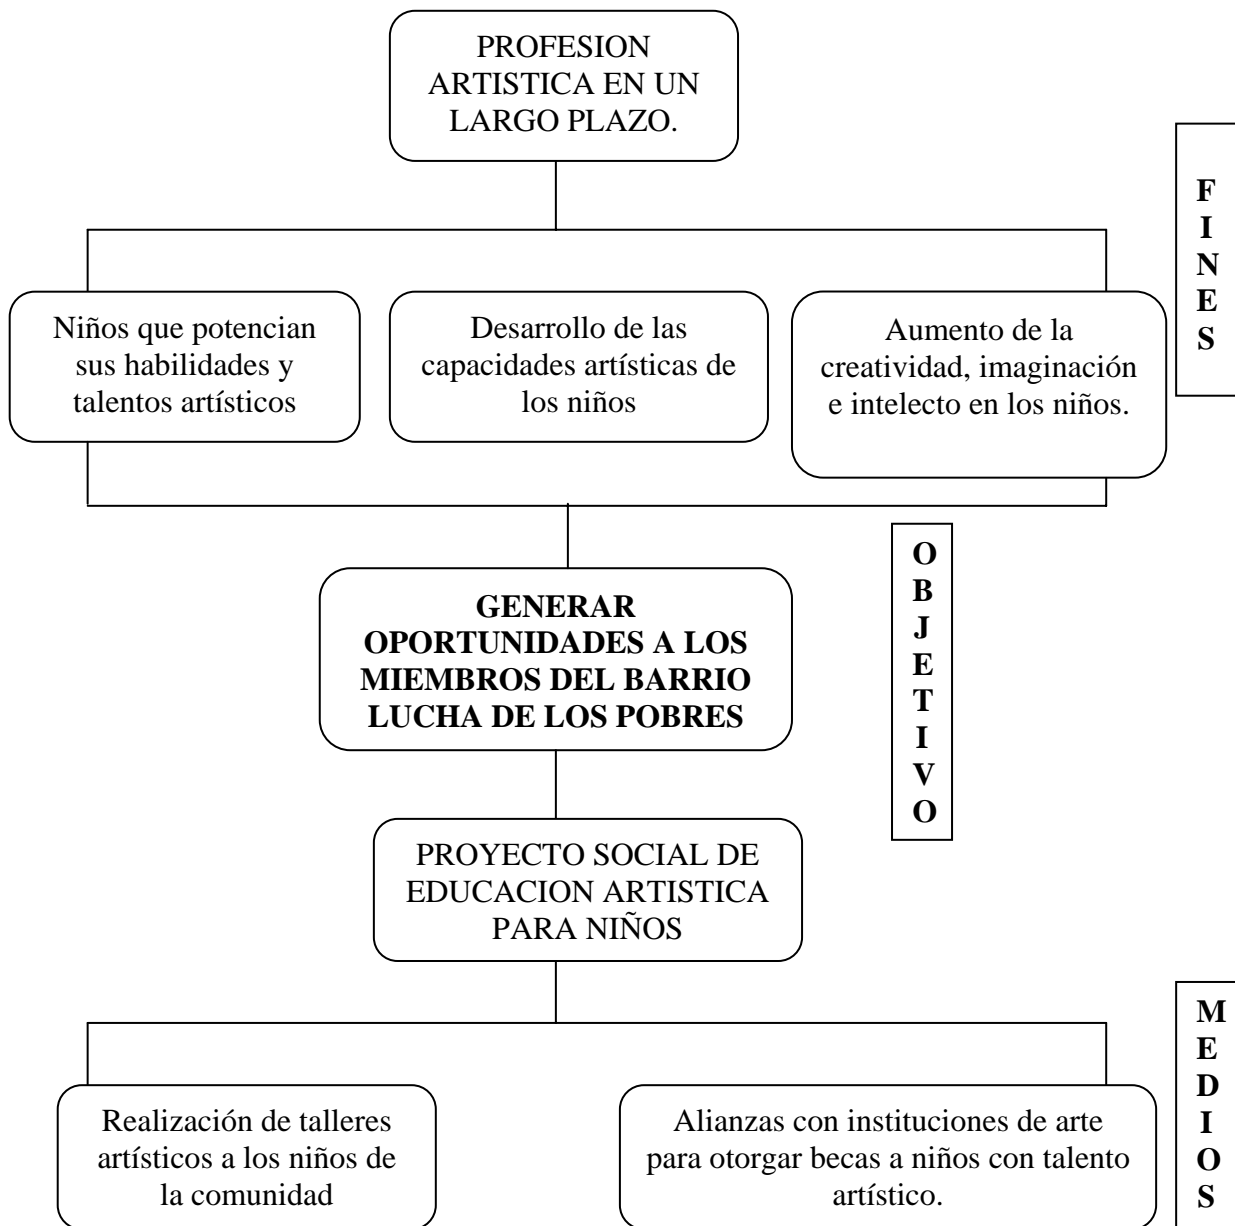 PROFESION
ARTISTICA EN UN
LARGO PLAZO.
FINES
Niños que potencian
sus habilidades y
talentos artísticos
Desarrollo de las
capacidades artísticas de
los niños
Aumento de la
creatividad, imaginación
e intelecto en los niños.
OBJETIVO
GENERAR
OPORTUNIDADES A LOS
MIEMBROS DEL BARRIO
LUCHA DE LOS POBRES
PROYECTO SOCIAL DE
EDUCACION ARTISTICA
PARA NIÑOS
MEDIOS
Realización de talleres
artísticos a los niños de
la comunidad
Alianzas con instituciones de arte
para otorgar becas a niños con talento
artístico.